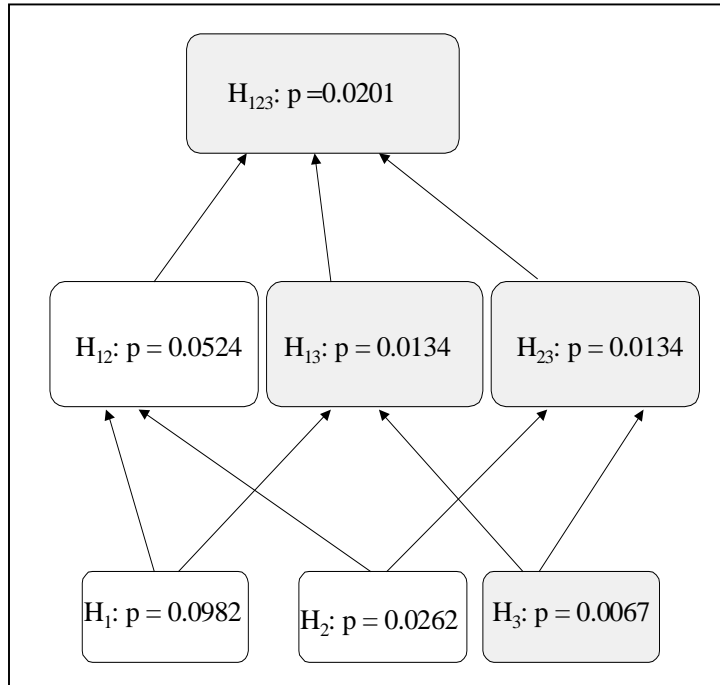 H₁₂₃: p =0.0201
H₁₂: p = 0.0524
H₁₃: p = 0.0134
H₂₃: p = 0.0134
H₁: p = 0.0982
H₂: p = 0.0262
H₃: p = 0.0067